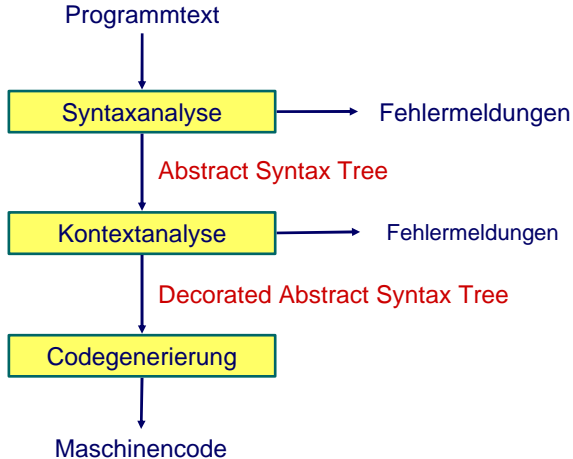 Programmtext
Syntaxanalyse
Fehlermeldungen
Abstract Syntax Tree
Kontextanalyse
Fehlermeldungen
Decorated Abstract Syntax Tree
Codegenerierung
Maschinencode